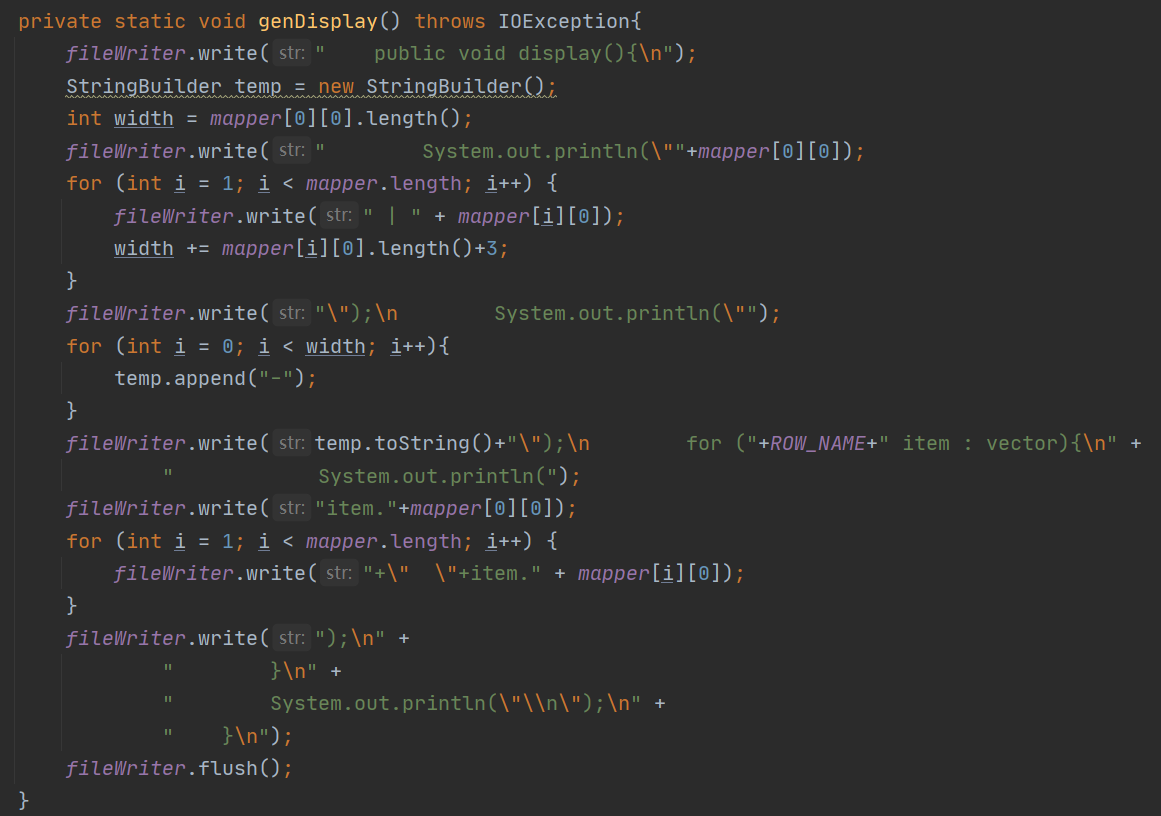 private static void genDisplay() throws IOException{
    fileWriter.write( str: "    public void display(){\n");
    StringBuilder temp = new StringBuilder();
    int width = mapper[0][0].length();
    fileWriter.write( str: "        System.out.println(\""+mapper[0][0]);
    for (int i = 1; i < mapper.length; i++) {
        fileWriter.write( str: " | " + mapper[i][0]);
        width += mapper[i][0].length()+3;
    }
    fileWriter.write( str: "\");\n        System.out.println(\"");
    for (int i = 0; i < width; i++){
        temp.append("-");
    }
    fileWriter.write( str: temp.toString()+"\");\n        for ("+ROW_NAME+" item : vector){\n" +
            "            System.out.println(");
    fileWriter.write( str: "item."+mapper[0][0]);
    for (int i = 1; i < mapper.length; i++) {
        fileWriter.write( str: "+\"  \"+item." + mapper[i][0]);
    }
    fileWriter.write( str: ");\n" +
            "        }\n" +
            "        System.out.println(\"\\n\");\n" +
            "    }\n");
    fileWriter.flush();
}